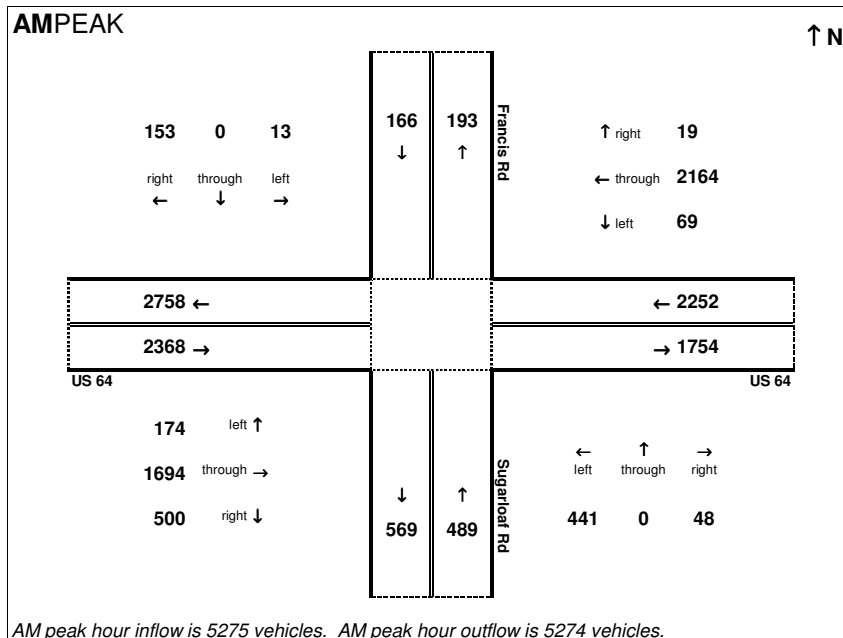 AMPEAK
↑ N
153 0 13
right through left
← ↓ →
166 193
↓ ↑
Francis Rd
↑ right 19
← through 2164
↓ left 69
2758 ←
← 2252
2368 →
→ 1754
US 64
US 64
174 left ↑
1694 through →
500 right ↓
↓ ↑
569 489
Sugarloaf Rd
← ↑ →
left through right
441 0 48
AM peak hour inflow is 5275 vehicles. AM peak hour outflow is 5274 vehicles.